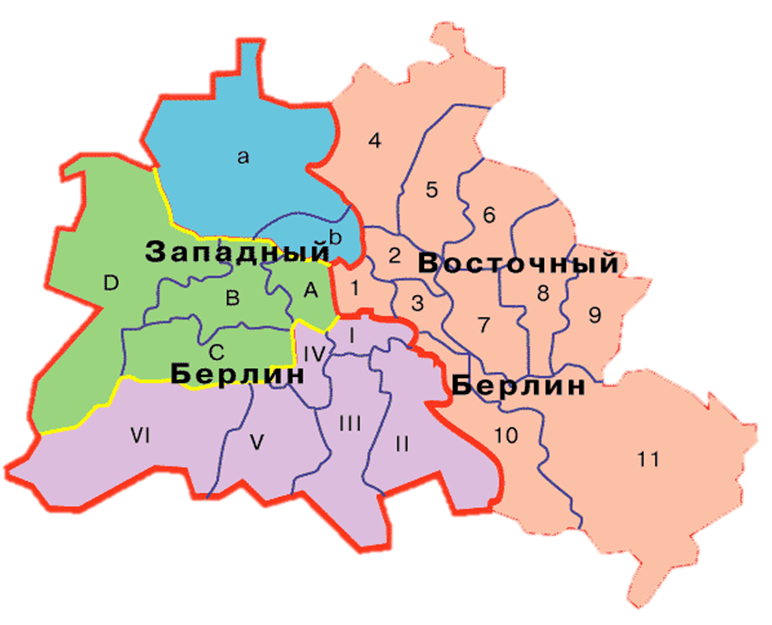 4
a
5
6
b
Западный
2
Восточный
D
B
A
1
3
7
8
9
I
C
IV
Берлин
Берлин
VI
V
III
II
10
11